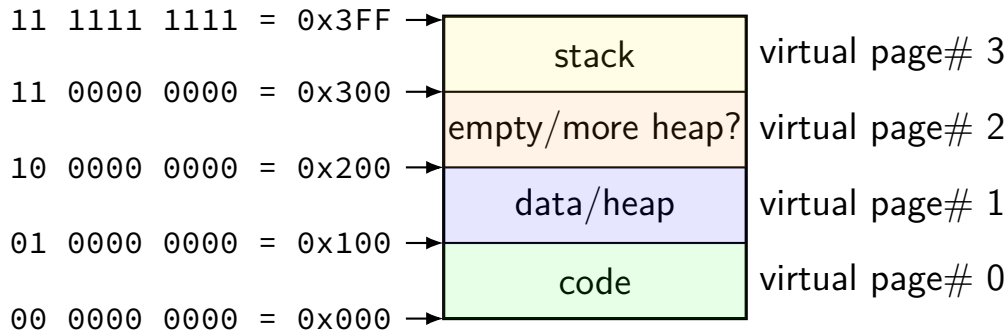 11 1111 1111 = 0x3FF
stack
virtual page# 3
11 0000 0000 = 0x300
empty/more heap?
virtual page# 2
10 0000 0000 = 0x200
data/heap
virtual page# 1
01 0000 0000 = 0x100
code
virtual page# 0
00 0000 0000 = 0x000